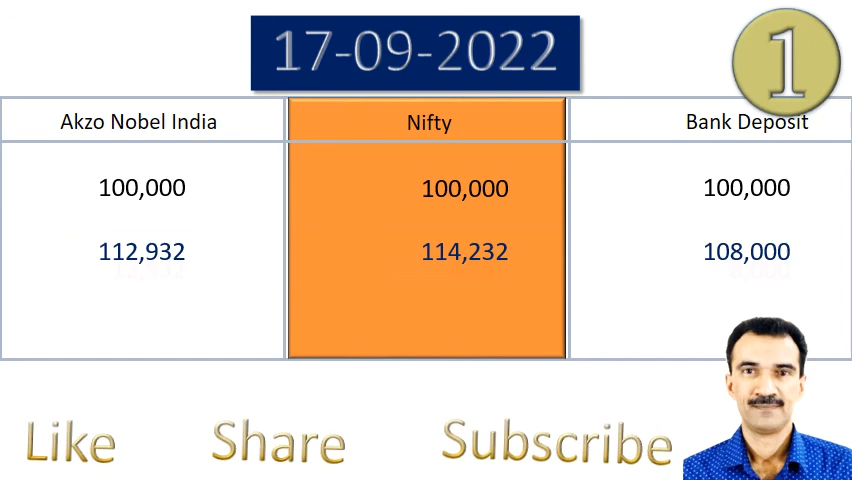 17-09-2022
1
Akzo Nobel India
Nifty
Bank Deposit
100,000
100,000
100,000
112,932
114,232
108,000
Like
Share
Subscribe